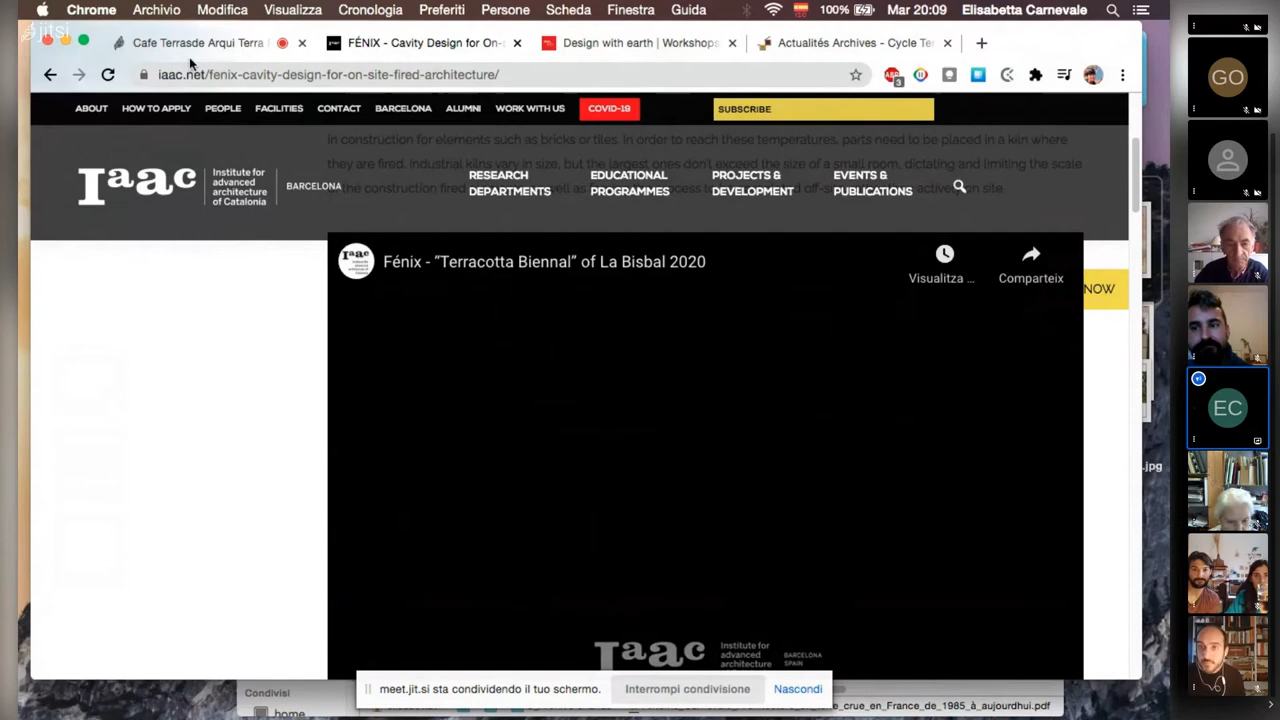 Chrome Archivio Modifica Visualizza Cronologia Preferiti Persone Scheda Finestra Guida 100% Mar 20:09 Elisabetta Carnevale
jitsi
Cafe Terrasde Arqui Terra
FÉNIX - Cavity Design for On-
Design with earth | Workshops
Actualités Archives - Cycle Te
iaac.net/fenix-cavity-design-for-on-site-fired-architecture/
3
ABOUT HOW TO APPLY PEOPLE FACILITIES CONTACT BARCELONA ALUMNI WORK WITH US COVID-19 SUBSCRIBE
in construction for elements such as bricks or tiles. In order to reach these temperatures, parts need to be placed in a kiln where
they are fired. Industrial kilns vary in size, but the largest ones don't exceed the size of a small room, dictating and limiting the scale
Iaac
Institute for
advanced
architecture
of Catalonia
BARCELONA
RESEARCH
DEPARTMENTS
EDUCATIONAL
PROGRAMMES
PROJECTS &
DEVELOPMENT
EVENTS &
PUBLICATIONS
Iaac
Fénix - “Terracotta Biennal” of La Bisbal 2020
Visualitza ...
Comparteix
NOW
Iaac
Institute for
advanced
architecture
BARCELONA
SPAIN
meet.jit.si sta condividendo il tuo schermo.
Interrompi condivisione
Nascondi
Condivisi
home
_crue_en_France_de_1985_à_aujourdhui.pdf
.jpg
GO
EC